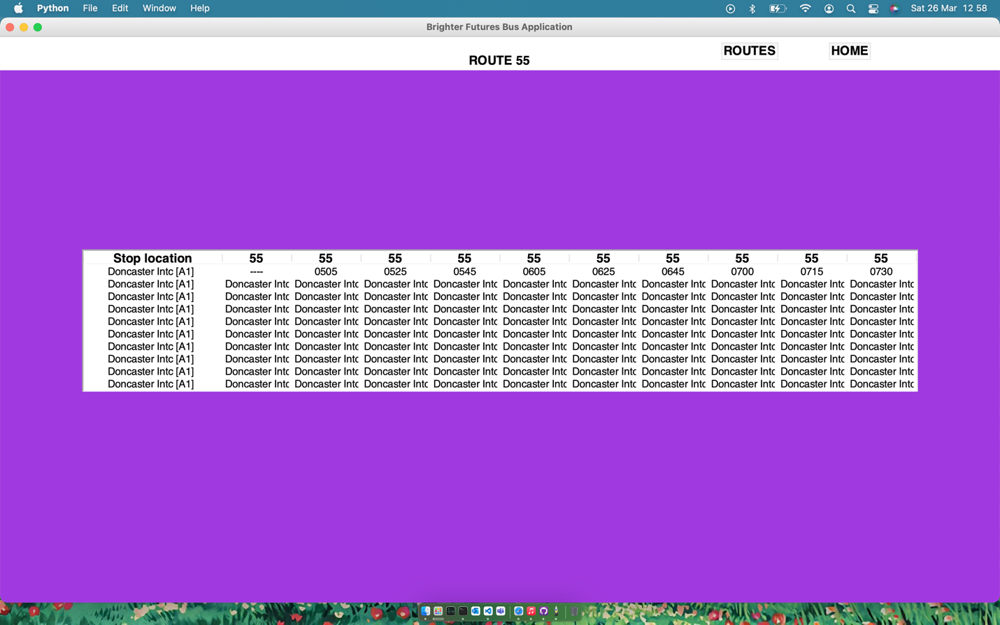 Python File Edit Window Help Sat 26 Mar 12 58
Brighter Futures Bus Application
ROUTE 55 ROUTES HOME
Stop location 55 55 55 55 55 55 55 55 55 55
Doncaster Intc [A1] ---- 0505 0525 0545 0605 0625 0645 0700 0715 0730
Doncaster Intc [A1] Doncaster Intc Doncaster Intc Doncaster Intc Doncaster Intc Doncaster Intc Doncaster Intc Doncaster Intc Doncaster Intc Doncaster Intc Doncaster Intc
Doncaster Intc [A1] Doncaster Intc Doncaster Intc Doncaster Intc Doncaster Intc Doncaster Intc Doncaster Intc Doncaster Intc Doncaster Intc Doncaster Intc Doncaster Intc
Doncaster Intc [A1] Doncaster Intc Doncaster Intc Doncaster Intc Doncaster Intc Doncaster Intc Doncaster Intc Doncaster Intc Doncaster Intc Doncaster Intc Doncaster Intc
Doncaster Intc [A1] Doncaster Intc Doncaster Intc Doncaster Intc Doncaster Intc Doncaster Intc Doncaster Intc Doncaster Intc Doncaster Intc Doncaster Intc Doncaster Intc
Doncaster Intc [A1] Doncaster Intc Doncaster Intc Doncaster Intc Doncaster Intc Doncaster Intc Doncaster Intc Doncaster Intc Doncaster Intc Doncaster Intc Doncaster Intc
Doncaster Intc [A1] Doncaster Intc Doncaster Intc Doncaster Intc Doncaster Intc Doncaster Intc Doncaster Intc Doncaster Intc Doncaster Intc Doncaster Intc Doncaster Intc
Doncaster Intc [A1] Doncaster Intc Doncaster Intc Doncaster Intc Doncaster Intc Doncaster Intc Doncaster Intc Doncaster Intc Doncaster Intc Doncaster Intc Doncaster Intc
Doncaster Intc [A1] Doncaster Intc Doncaster Intc Doncaster Intc Doncaster Intc Doncaster Intc Doncaster Intc Doncaster Intc Doncaster Intc Doncaster Intc Doncaster Intc
Doncaster Intc [A1] Doncaster Intc Doncaster Intc Doncaster Intc Doncaster Intc Doncaster Intc Doncaster Intc Doncaster Intc Doncaster Intc Doncaster Intc Doncaster Intc